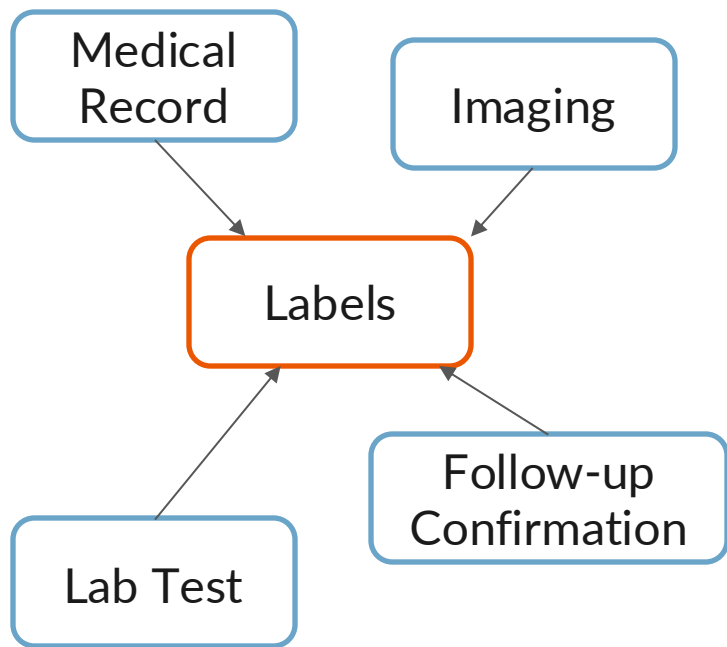 Medical
Record
Imaging
Labels
Follow-up
Confirmation
Lab Test